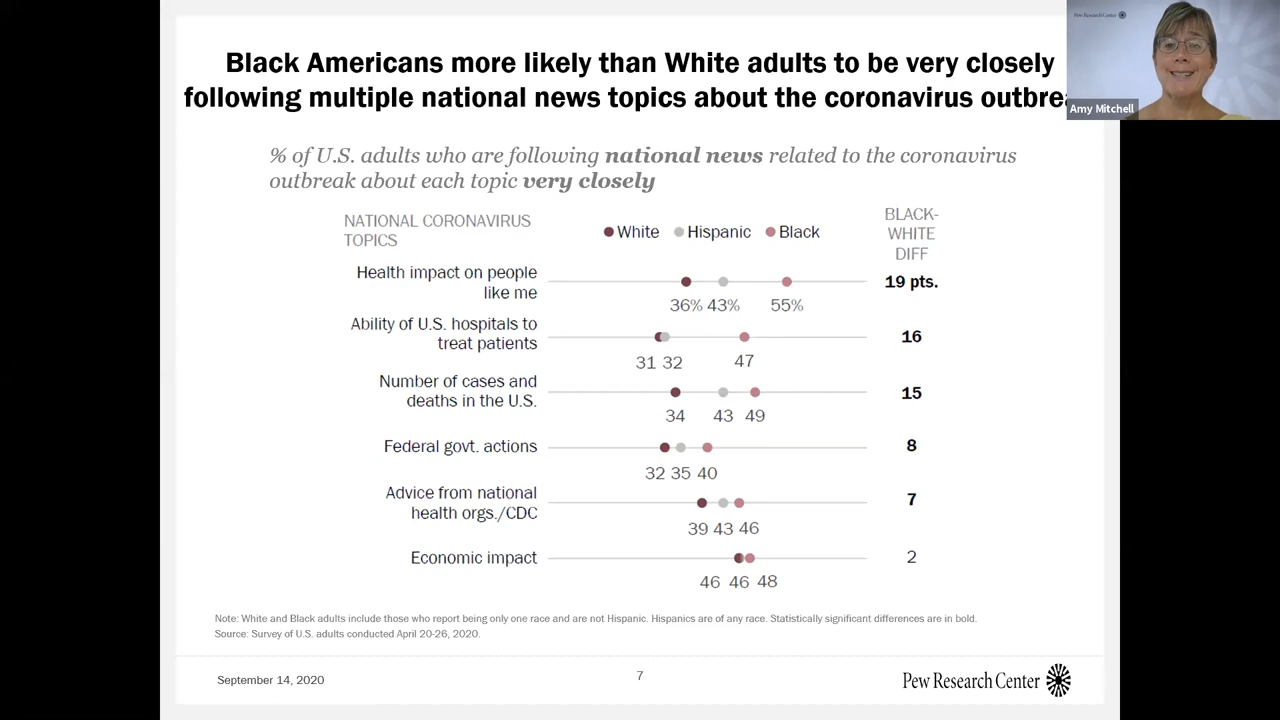 Black Americans more likely than White adults to be very closely
following multiple national news topics about the coronavirus outbre
Pew Research Center
Amy Mitchell
% of U.S. adults who are following national news related to the coronavirus
outbreak about each topic very closely
NATIONAL CORONAVIRUS
TOPICS
White Hispanic Black
BLACK-
WHITE
DIFF
Health impact on people
like me
36% 43% 55%
19 pts.
Ability of U.S. hospitals to
treat patients
31 32 47
16
Number of cases and
deaths in the U.S.
34 43 49
15
Federal govt. actions
32 35 40
8
Advice from national
health orgs./CDC
39 43 46
7
Economic impact
46 46 48
2
Note: White and Black adults include those who report being only one race and are not Hispanic. Hispanics are of any race. Statistically significant differences are in bold.
Source: Survey of U.S. adults conducted April 20-26, 2020.
September 14, 2020
7
Pew Research Center